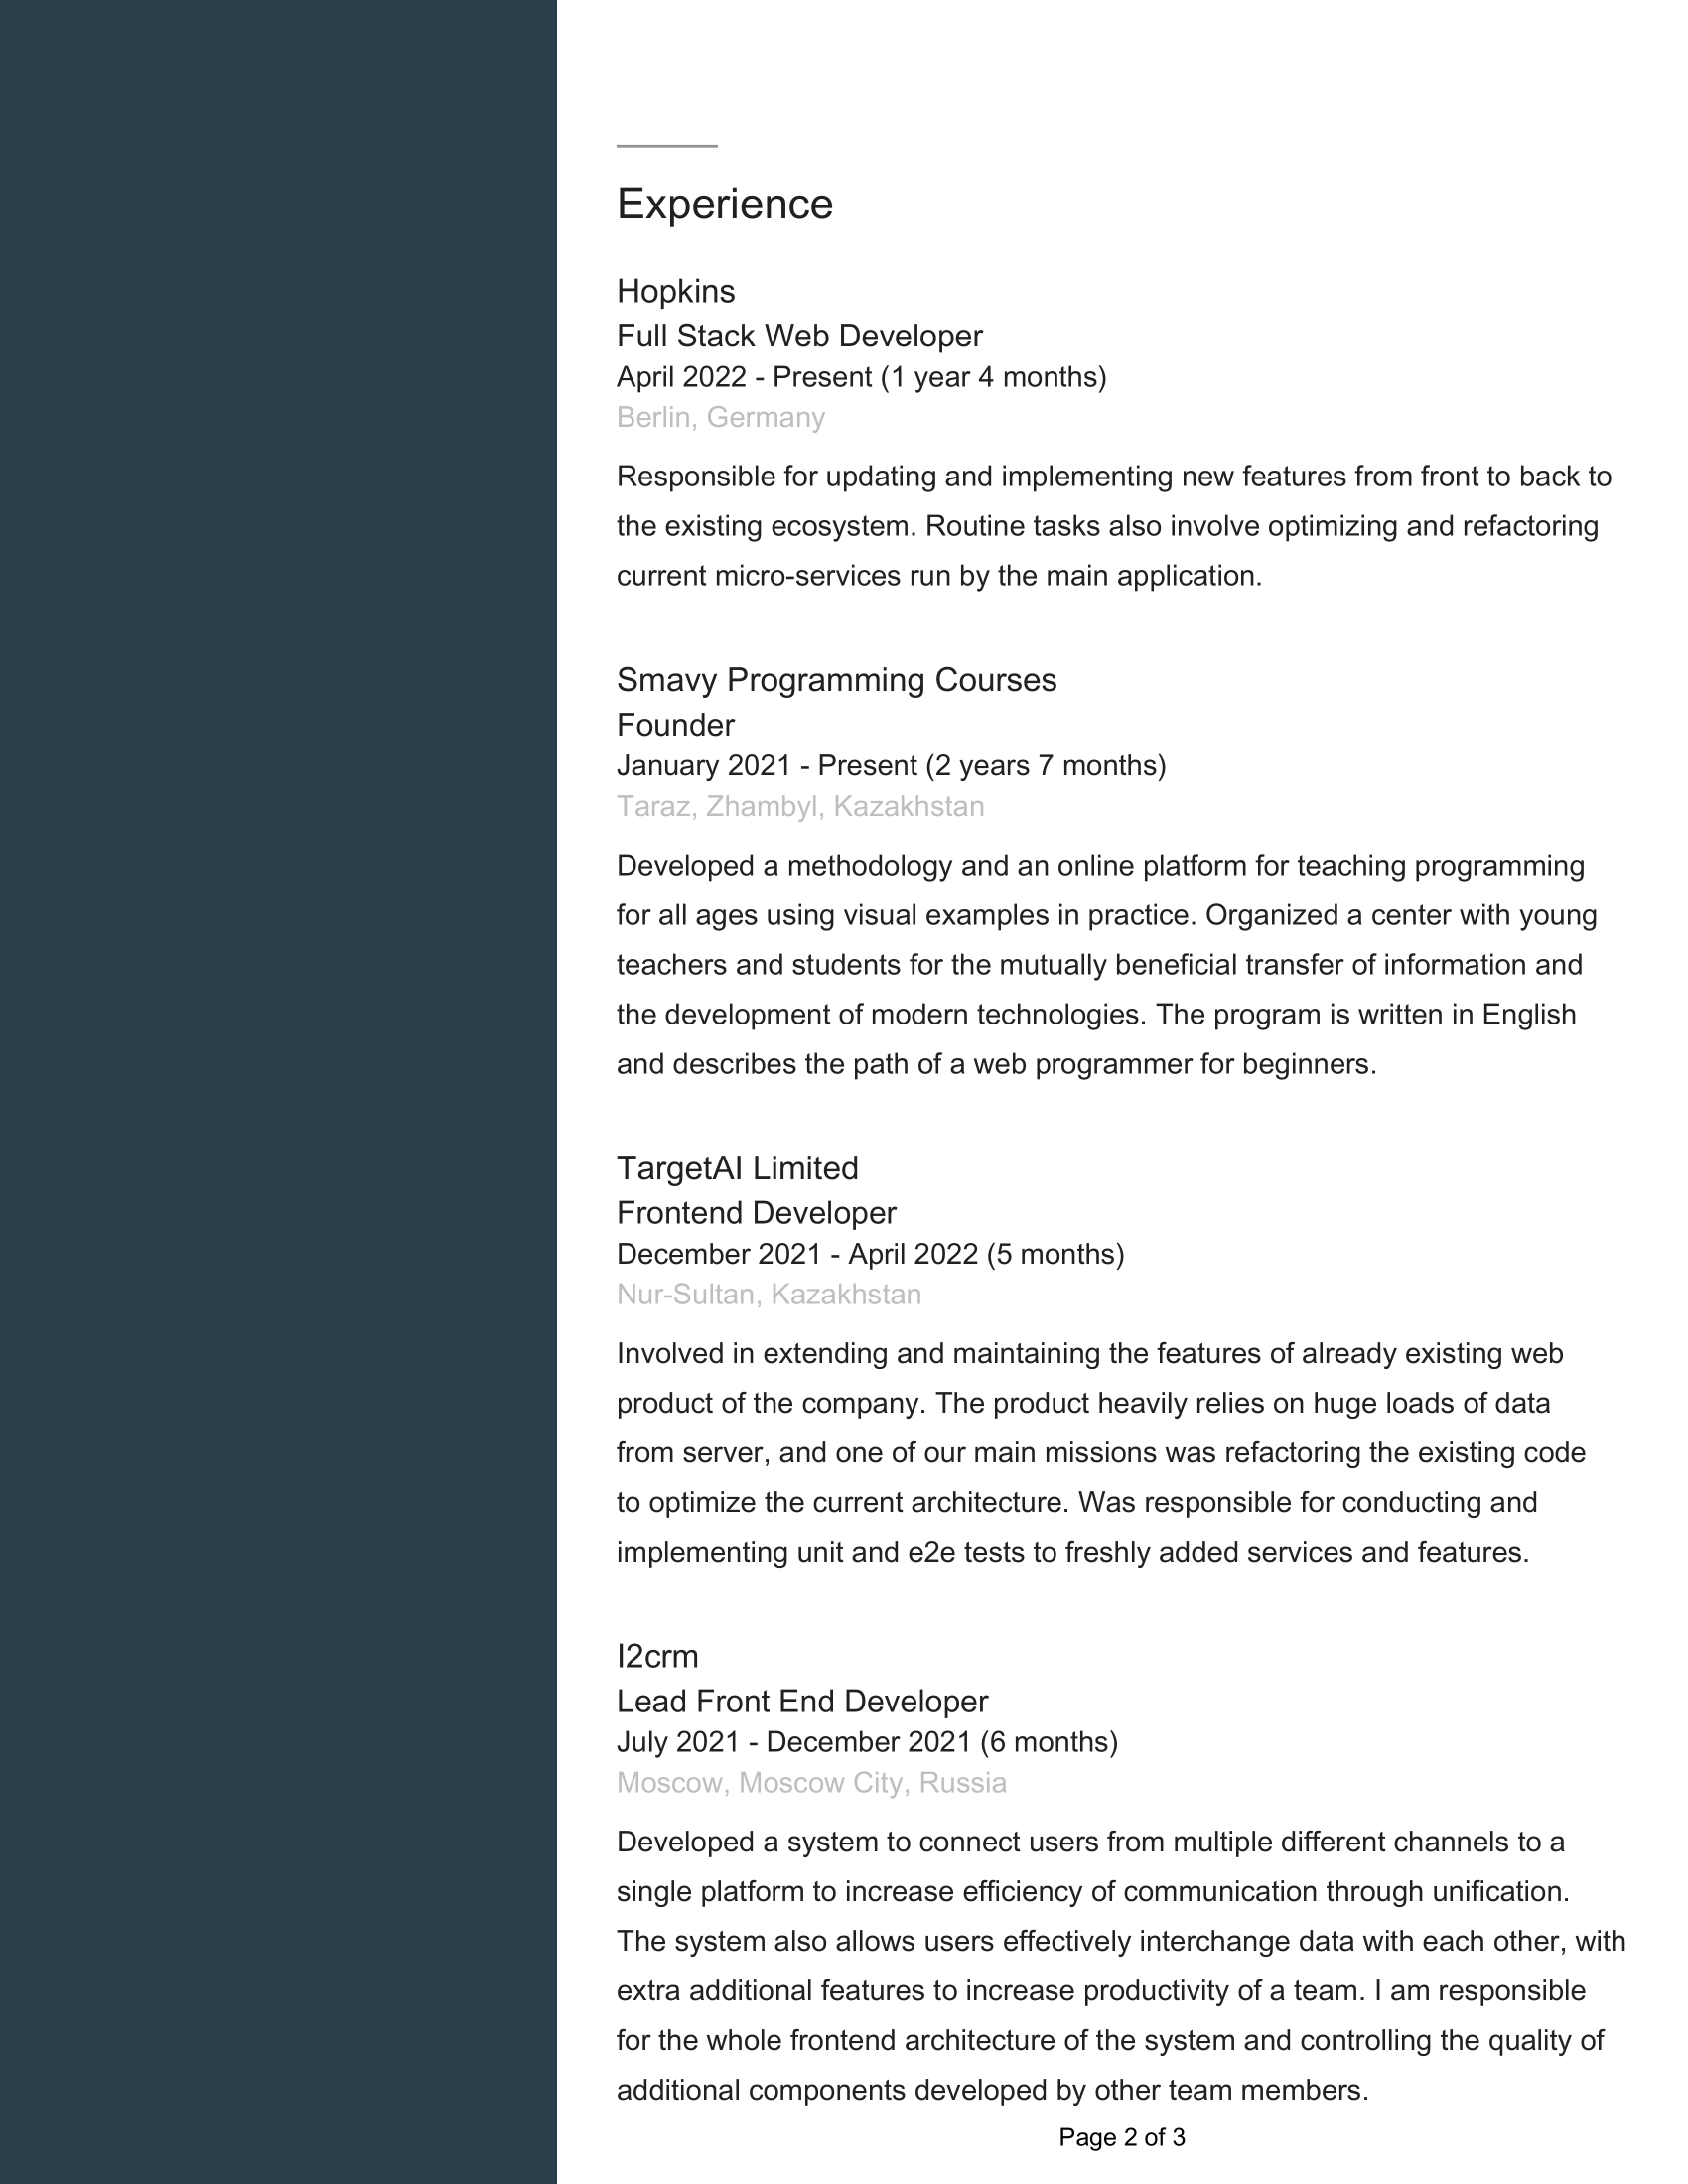 Experience
Hopkins
Full Stack Web Developer
April 2022 - Present (1 year 4 months)
Berlin, Germany
Responsible for updating and implementing new features from front to back to
the existing ecosystem. Routine tasks also involve optimizing and refactoring
current micro-services run by the main application.
Smavy Programming Courses
Founder
January 2021 - Present (2 years 7 months)
Taraz, Zhambyl, Kazakhstan
Developed a methodology and an online platform for teaching programming
for all ages using visual examples in practice. Organized a center with young
teachers and students for the mutually beneficial transfer of information and
the development of modern technologies. The program is written in English
and describes the path of a web programmer for beginners.
TargetAI Limited
Frontend Developer
December 2021 - April 2022 (5 months)
Nur-Sultan, Kazakhstan
Involved in extending and maintaining the features of already existing web
product of the company. The product heavily relies on huge loads of data
from server, and one of our main missions was refactoring the existing code
to optimize the current architecture. Was responsible for conducting and
implementing unit and e2e tests to freshly added services and features.
I2crm
Lead Front End Developer
July 2021 - December 2021 (6 months)
Moscow, Moscow City, Russia
Developed a system to connect users from multiple different channels to a
single platform to increase efficiency of communication through unification.
The system also allows users effectively interchange data with each other, with
extra additional features to increase productivity of a team. I am responsible
for the whole frontend architecture of the system and controlling the quality of
additional components developed by other team members.
Page 2 of 3